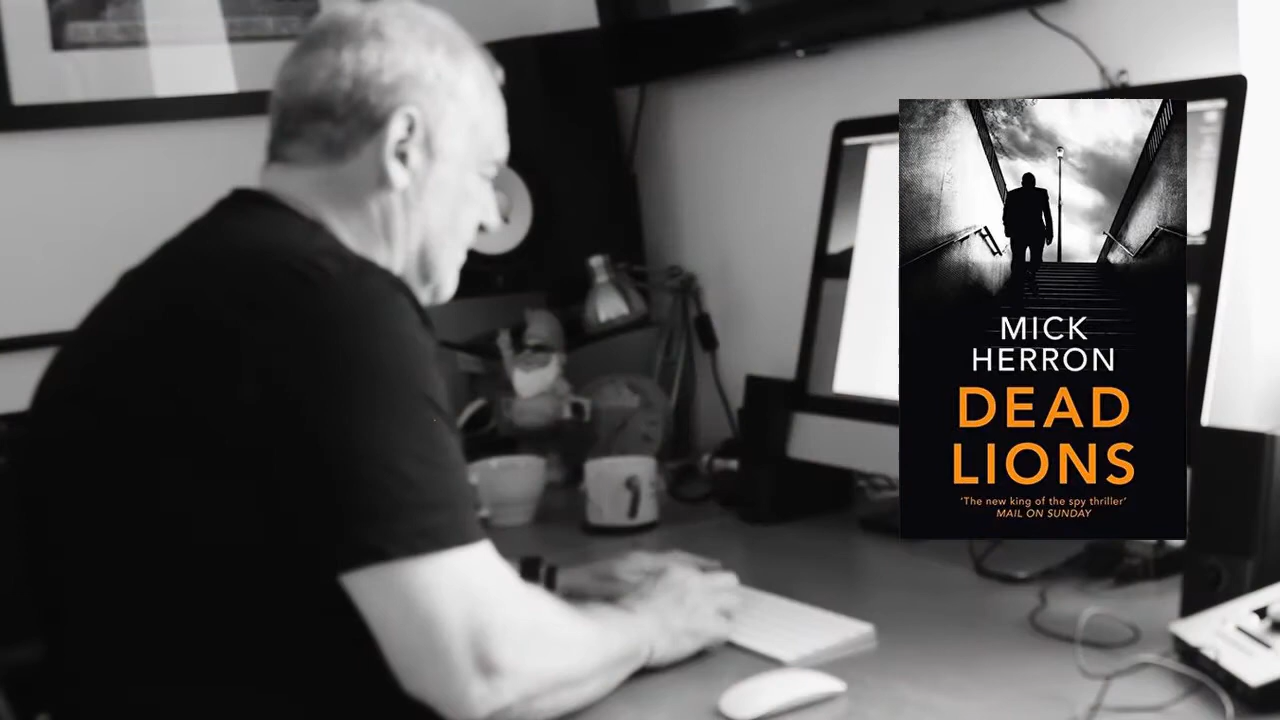 MICK
HERRON
DEAD
LIONS
‘The new king of the spy thriller’
MAIL ON SUNDAY